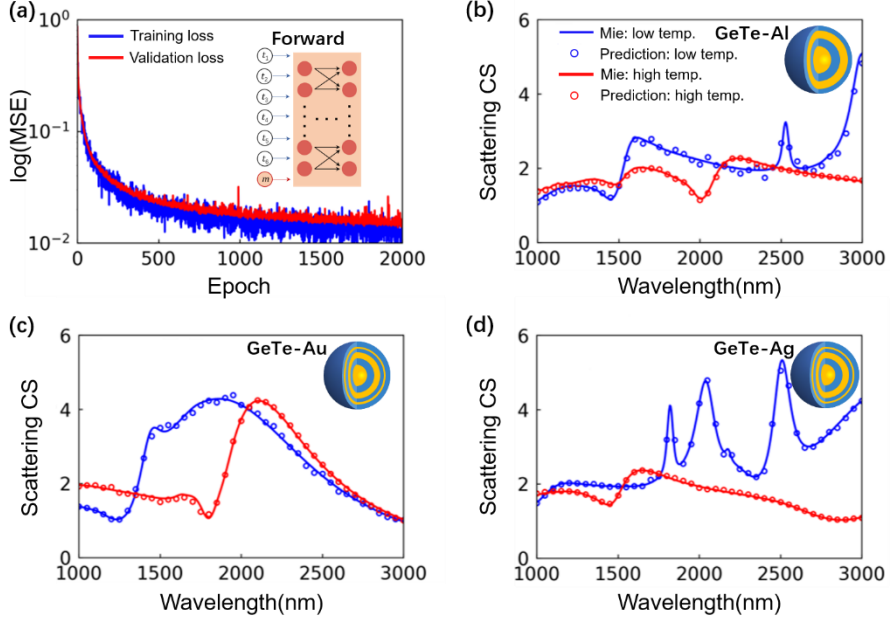 (a)
log(MSE)
10⁰
10⁻¹
10⁻²
Training loss
Validation loss
Forward
t₁
t₂
t₃
t₄
t₅
t₆
m
0 500 1000 1500 2000
Epoch
(b)
Scattering CS
6
4
2
0
Mie: low temp.
Prediction: low temp.
Mie: high temp.
Prediction: high temp.
GeTe-Al
1000 1500 2000 2500 3000
Wavelength(nm)
(c)
Scattering CS
6
4
2
0
GeTe-Au
1000 1500 2000 2500 3000
Wavelength(nm)
(d)
Scattering CS
6
4
2
0
GeTe-Ag
1000 1500 2000 2500 3000
Wavelength(nm)